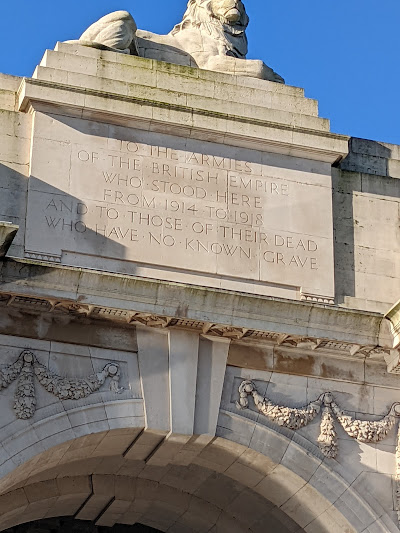 TO·THE·ARMIES
OF·THE·BRITISH·EMPIRE
WHO·STOOD·HERE
FROM·1914·TO·1918
AND·TO·THOSE·OF·THEIR·DEAD
WHO·HAVE·NO·KNOWN·GRAVE